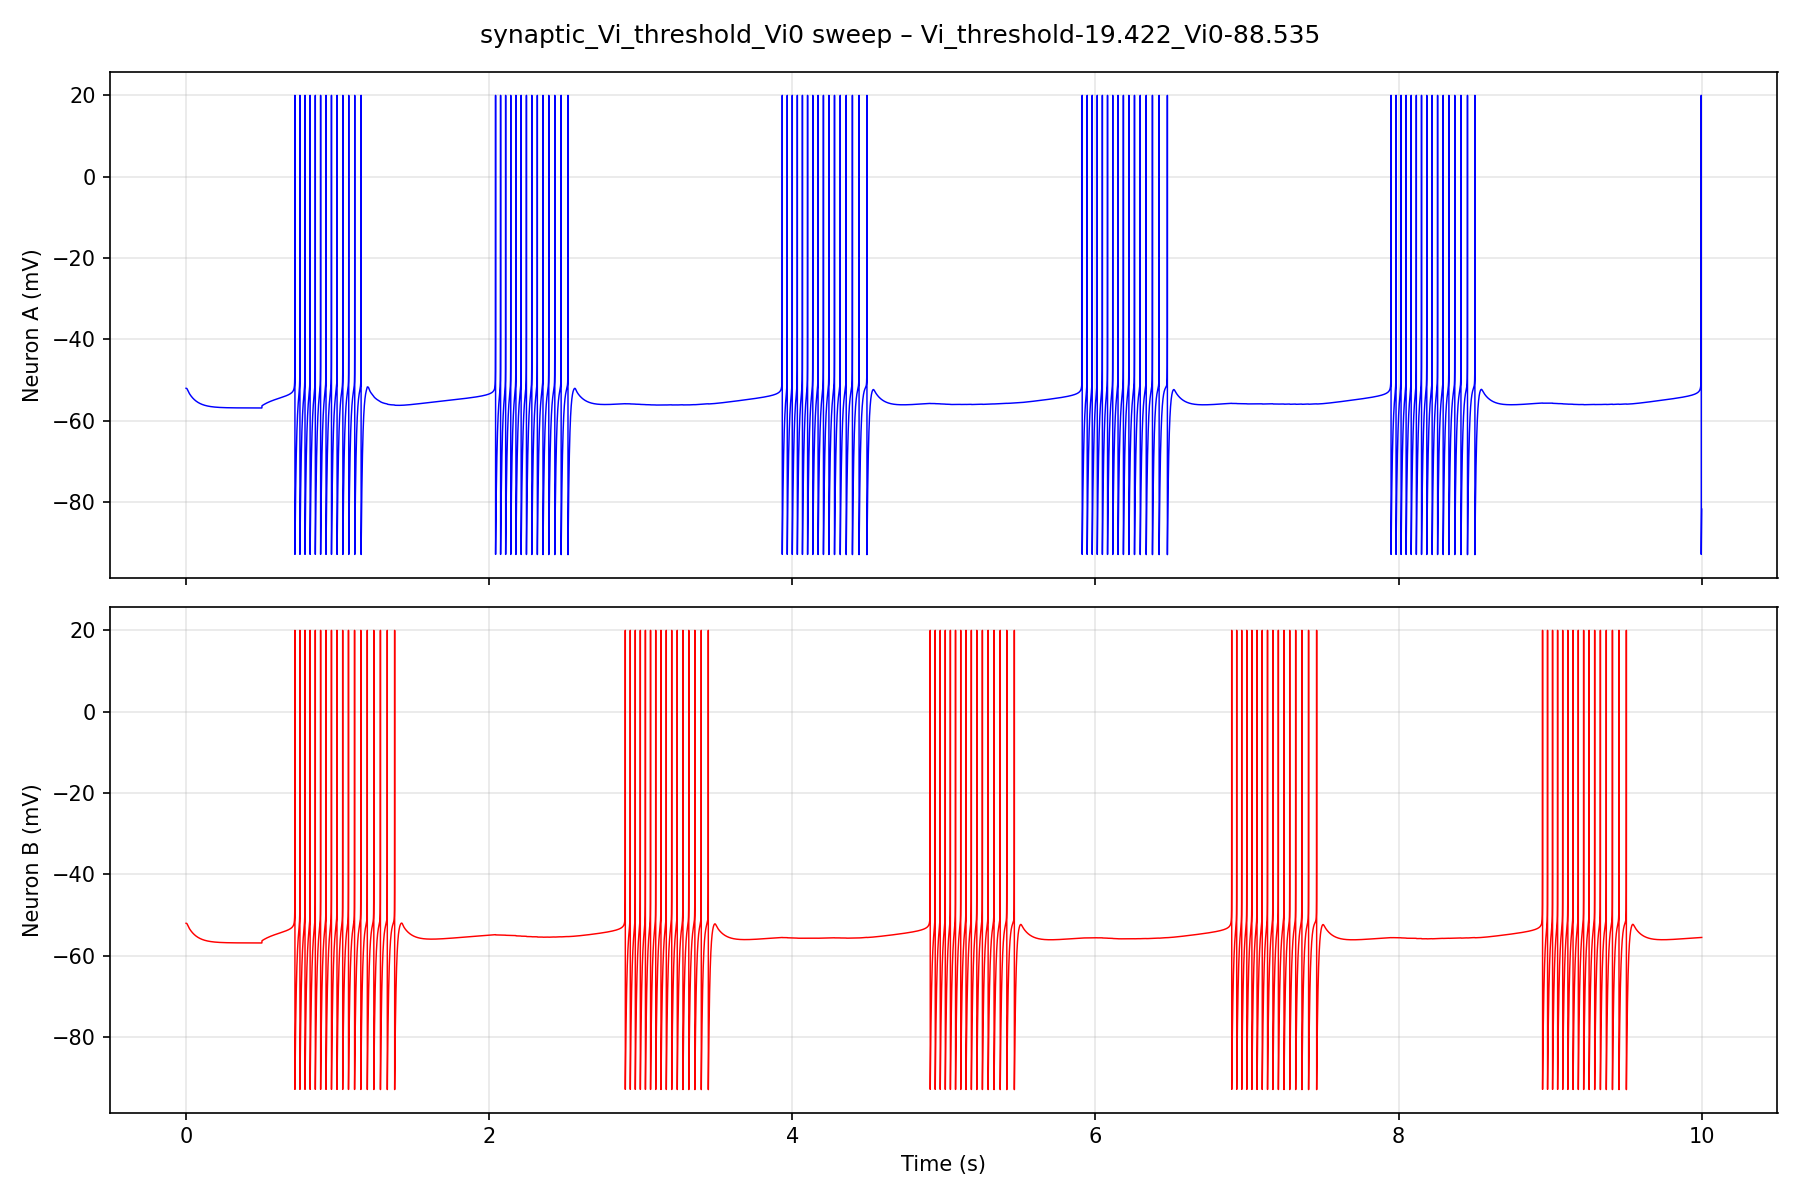 synaptic_Vi_threshold_Vi0 sweep – Vi_threshold-19.422_Vi0-88.535
20
0
−20
−40
−60
−80
Neuron A (mV)
20
0
−20
−40
−60
−80
Neuron B (mV)
0 2 4 6 8 10
Time (s)